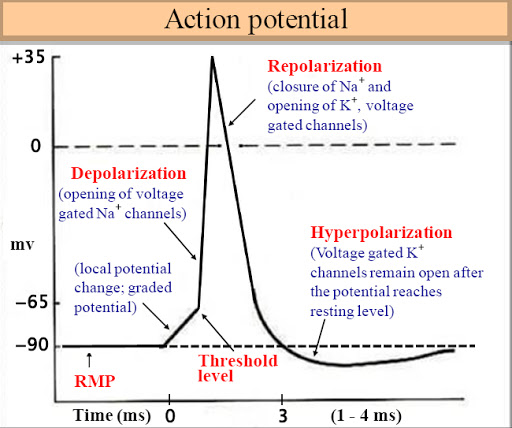 Action potential
+35
Repolarization
(closure of Na+ and
opening of K+, voltage
gated channels)
0
Depolarization
(opening of voltage
gated Na+ channels)
Hyperpolarization
(Voltage gated K+
channels remain open after
the potential reaches
resting level)
mv
(local potential
change; graded
potential)
−65
−90
Threshold
level
RMP
Time (ms) 0 3 (1 - 4 ms)